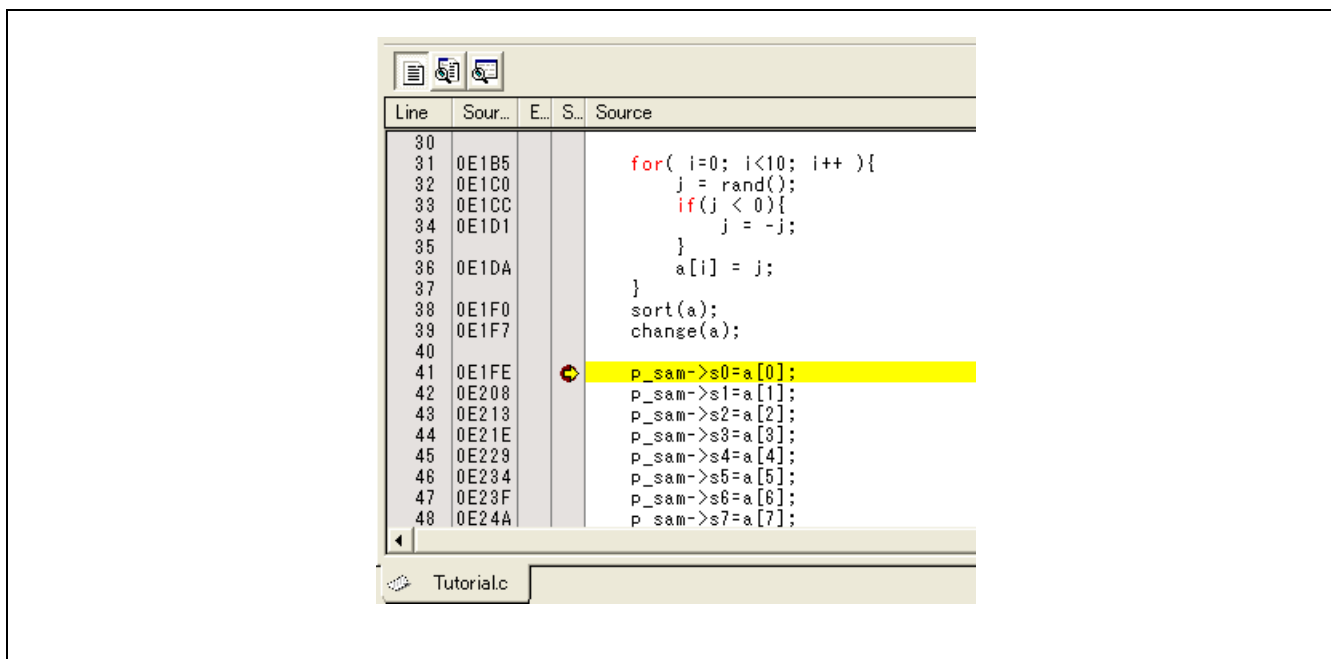 Line Sour... E... S... Source
30
31 0E1B5 for( i=0; i<10; i++ ){
32 0E1C0 j = rand();
33 0E1CC if(j < 0){
34 0E1D1 j = -j;
35 }
36 0E1DA a[i] = j;
37 }
38 0E1F0 sort(a);
39 0E1F7 change(a);
40
41 0E1FE p_sam->s0=a[0];
42 0E208 p_sam->s1=a[1];
43 0E213 p_sam->s2=a[2];
44 0E21E p_sam->s3=a[3];
45 0E229 p_sam->s4=a[4];
46 0E234 p_sam->s5=a[5];
47 0E23F p_sam->s6=a[6];
48 0E24A p_sam->s7=a[7];
Tutorial.c